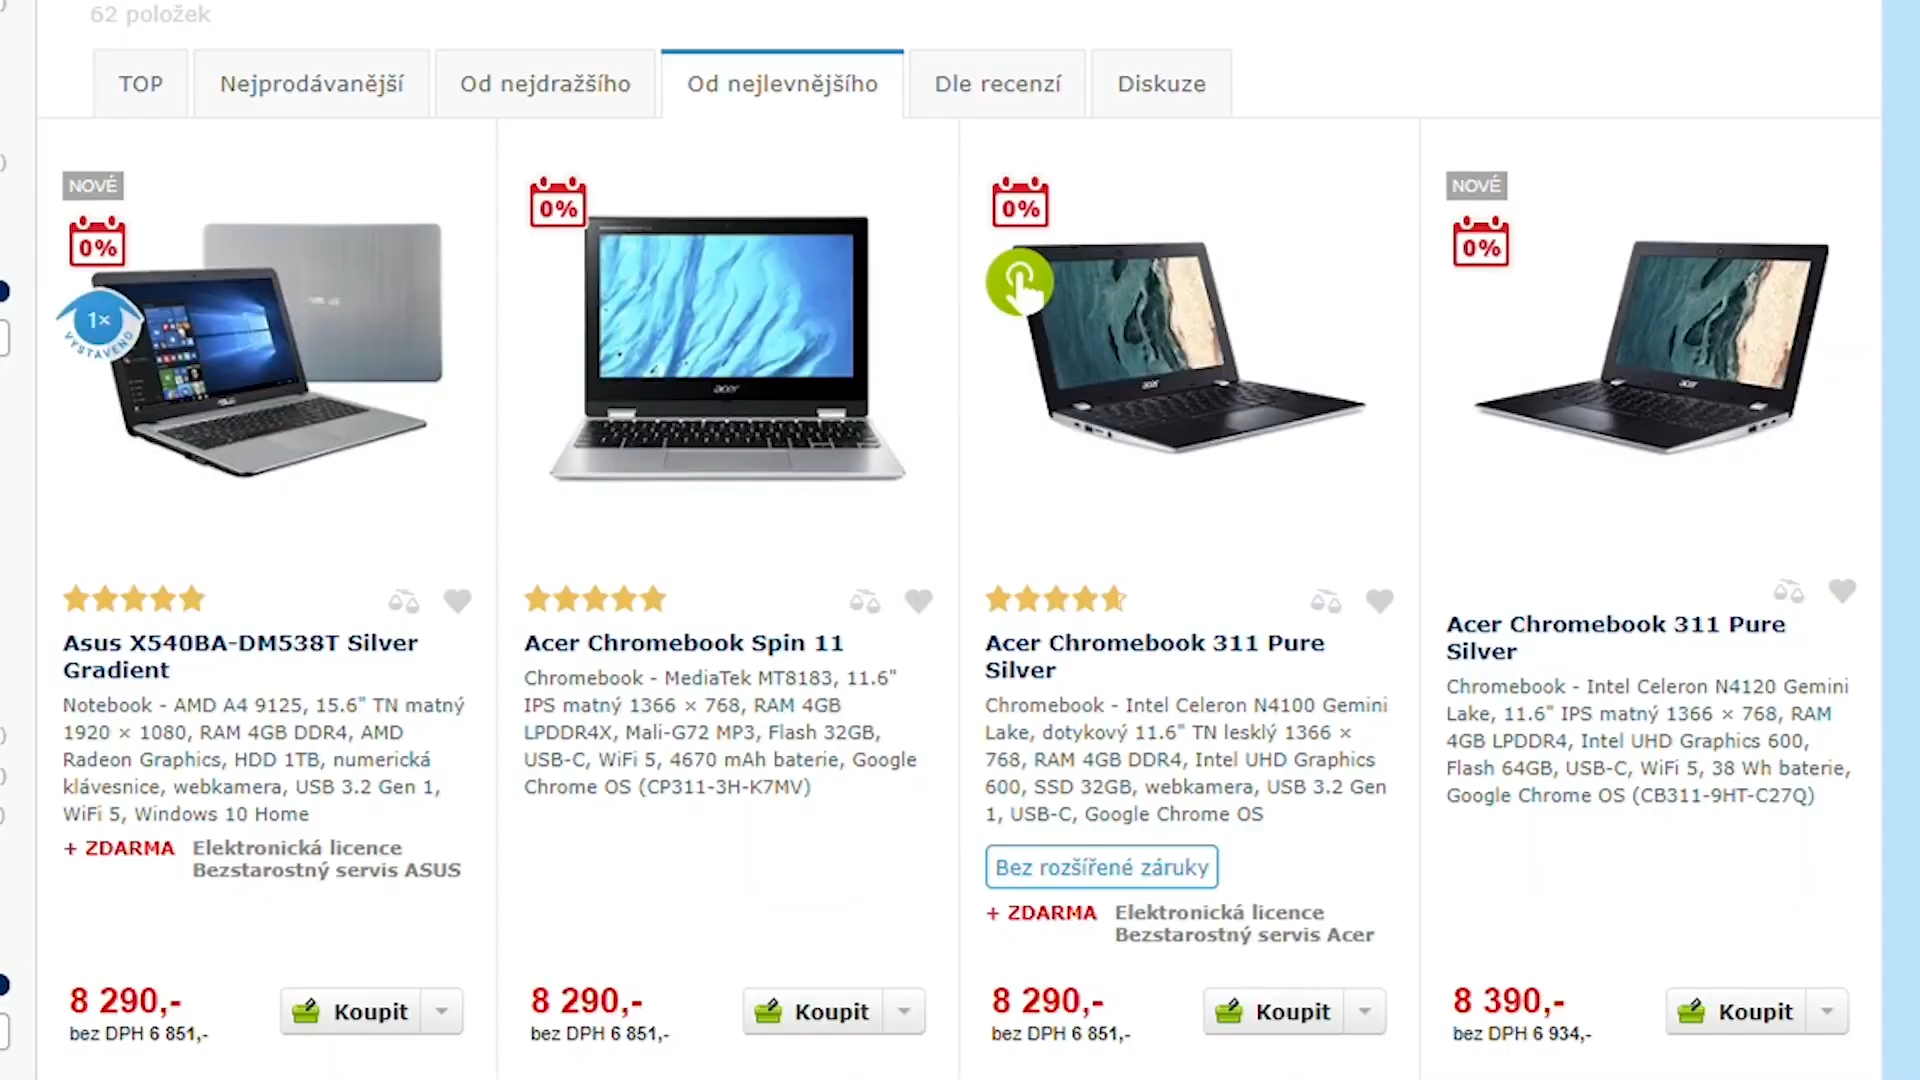 62 položek
TOP
Nejprodávanější
Od nejdražšího
Od nejlevnějšího
Dle recenzí
Diskuze
NOVÉ
0%
1×
VYSTAVENO
0%
acer
0%
acer
NOVÉ
0%
acer
Asus X540BA-DM538T Silver
Gradient
Notebook - AMD A4 9125, 15.6" TN matný
1920 × 1080, RAM 4GB DDR4, AMD
Radeon Graphics, HDD 1TB, numerická
klávesnice, webkamera, USB 3.2 Gen 1,
WiFi 5, Windows 10 Home
+ ZDARMA Elektronická licence
Bezstarostný servis ASUS
8 290,-
bez DPH 6 851,-
Koupit
Acer Chromebook Spin 11
Chromebook - MediaTek MT8183, 11.6"
IPS matný 1366 × 768, RAM 4GB
LPDDR4X, Mali-G72 MP3, Flash 32GB,
USB-C, WiFi 5, 4670 mAh baterie, Google
Chrome OS (CP311-3H-K7MV)
8 290,-
bez DPH 6 851,-
Koupit
Acer Chromebook 311 Pure
Silver
Chromebook - Intel Celeron N4100 Gemini
Lake, dotykový 11.6" TN lesklý 1366 ×
768, RAM 4GB DDR4, Intel UHD Graphics
600, SSD 32GB, webkamera, USB 3.2 Gen
1, USB-C, Google Chrome OS
Bez rozšířené záruky
+ ZDARMA Elektronická licence
Bezstarostný servis Acer
8 290,-
bez DPH 6 851,-
Koupit
Acer Chromebook 311 Pure
Silver
Chromebook - Intel Celeron N4120 Gemini
Lake, 11.6" IPS matný 1366 × 768, RAM
4GB LPDDR4, Intel UHD Graphics 600,
Flash 64GB, USB-C, WiFi 5, 38 Wh baterie,
Google Chrome OS (CB311-9HT-C27Q)
8 390,-
bez DPH 6 934,-
Koupit